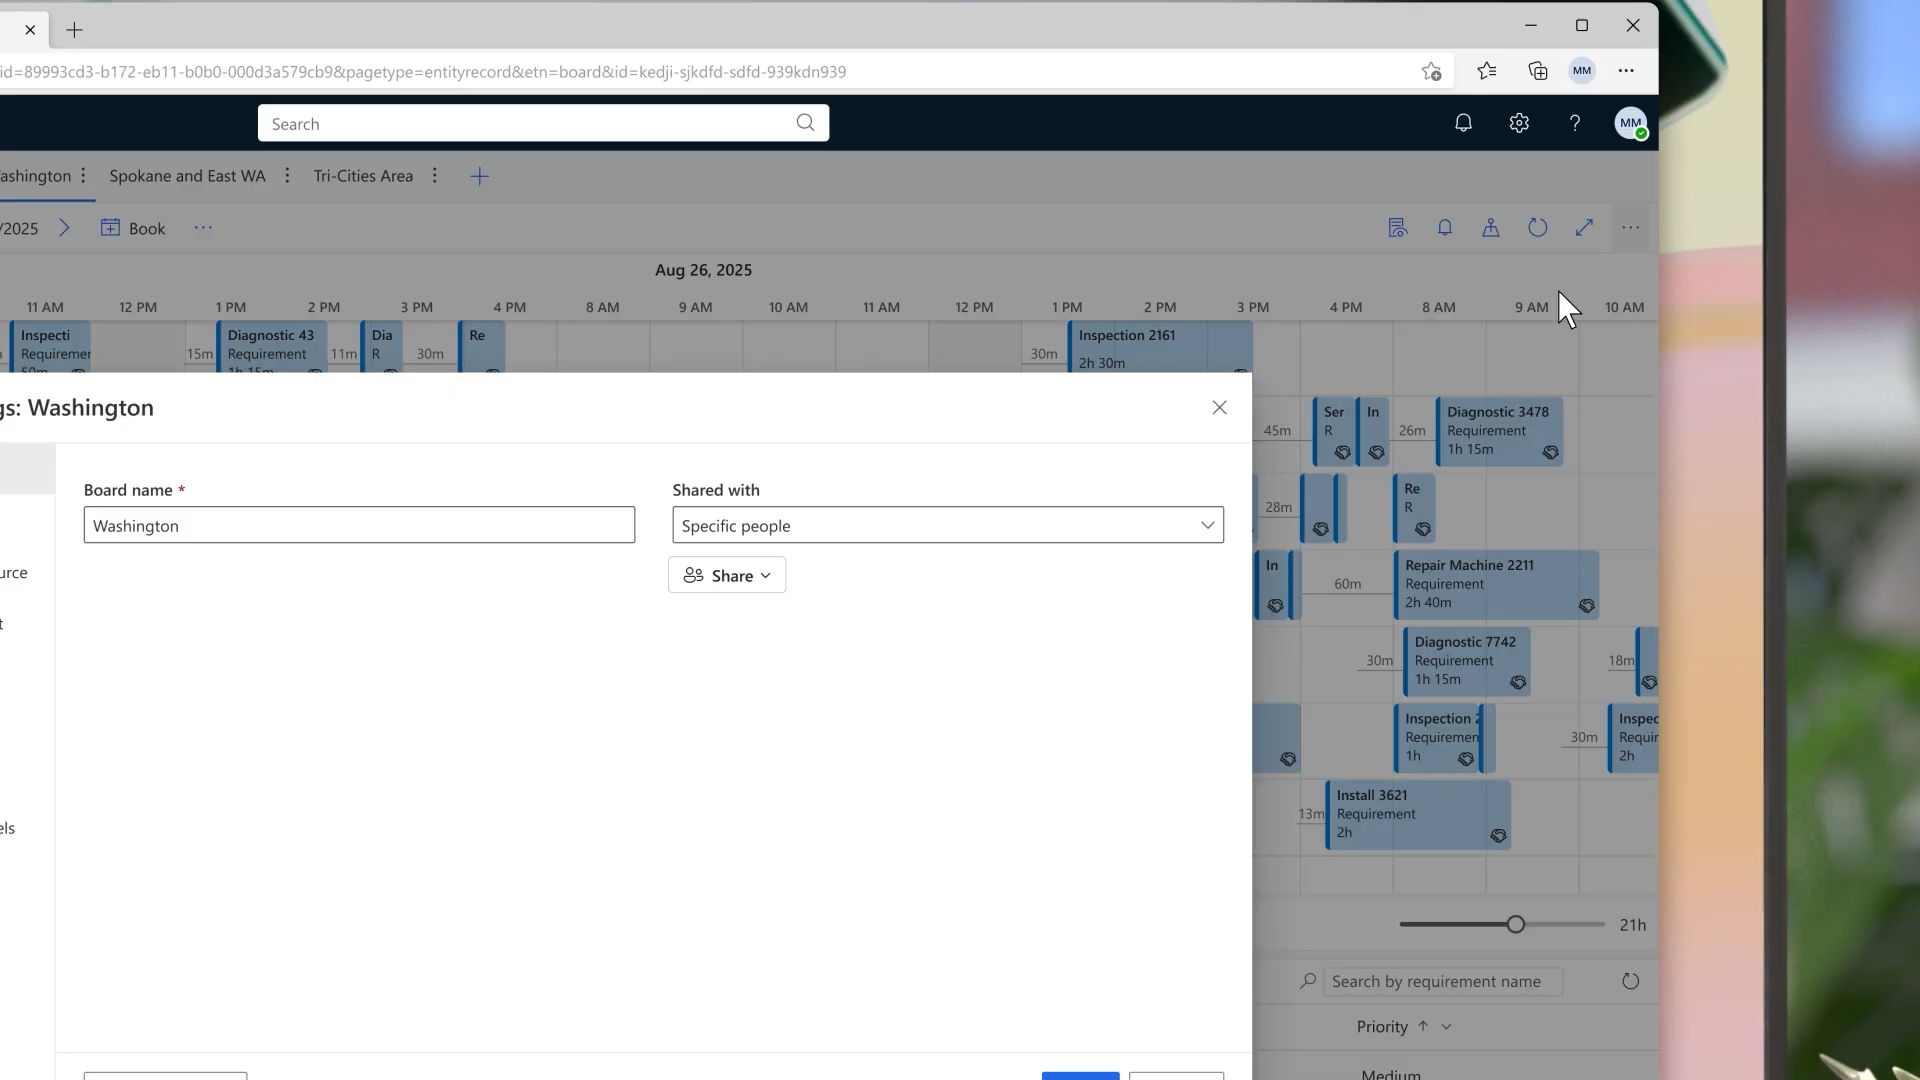 id=89993cd3-b172-eb11-b0b0-000d3a579cb9&pagetype=entityrecord&etn=board&id=kedji-sjkdfd-sdfd-939kdn939
MM
Search
MM
ashington
Spokane and East WA
Tri-Cities Area
/2025
Book
Aug 26, 2025
11 AM 12 PM 1 PM 2 PM 3 PM 4 PM 8 AM 9 AM 10 AM 11 AM 12 PM 1 PM 2 PM 3 PM 4 PM 8 AM 9 AM 10 AM
Inspecti
Requiremen
50m
15m
Diagnostic 43
Requirement
1h 15m
11m
Dia
R
30m
Re
30m
Inspection 2161
2h 30m
gs: Washington
Board name *
Washington
Shared with
Specific people
Share
urce
t
els
45m
Ser
R
In
26m
Diagnostic 3478
Requirement
1h 15m
28m
Re
R
In
60m
Repair Machine 2211
Requirement
2h 40m
30m
Diagnostic 7742
Requirement
1h 15m
18m
Inspection 2
Requiremen
1h
30m
Inspec
Requir
2h
13m
Install 3621
Requirement
2h
21h
Search by requirement name
Priority
Medium